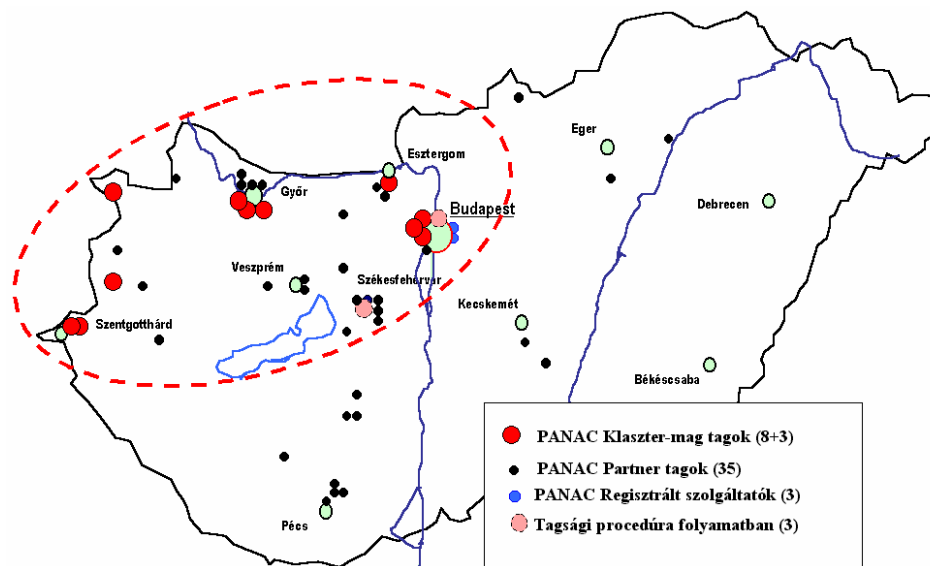 Eger
Esztergom
Győr
Debrecen
Budapest
Veszprém
Székesfehérvár
Kecskemét
Szentgotthárd
Békéscsaba
Pécs
PANAC Klaszter-mag tagok (8+3)
PANAC Partner tagok (35)
PANAC Regisztrált szolgáltatók (3)
Tagsági procedúra folyamatban (3)